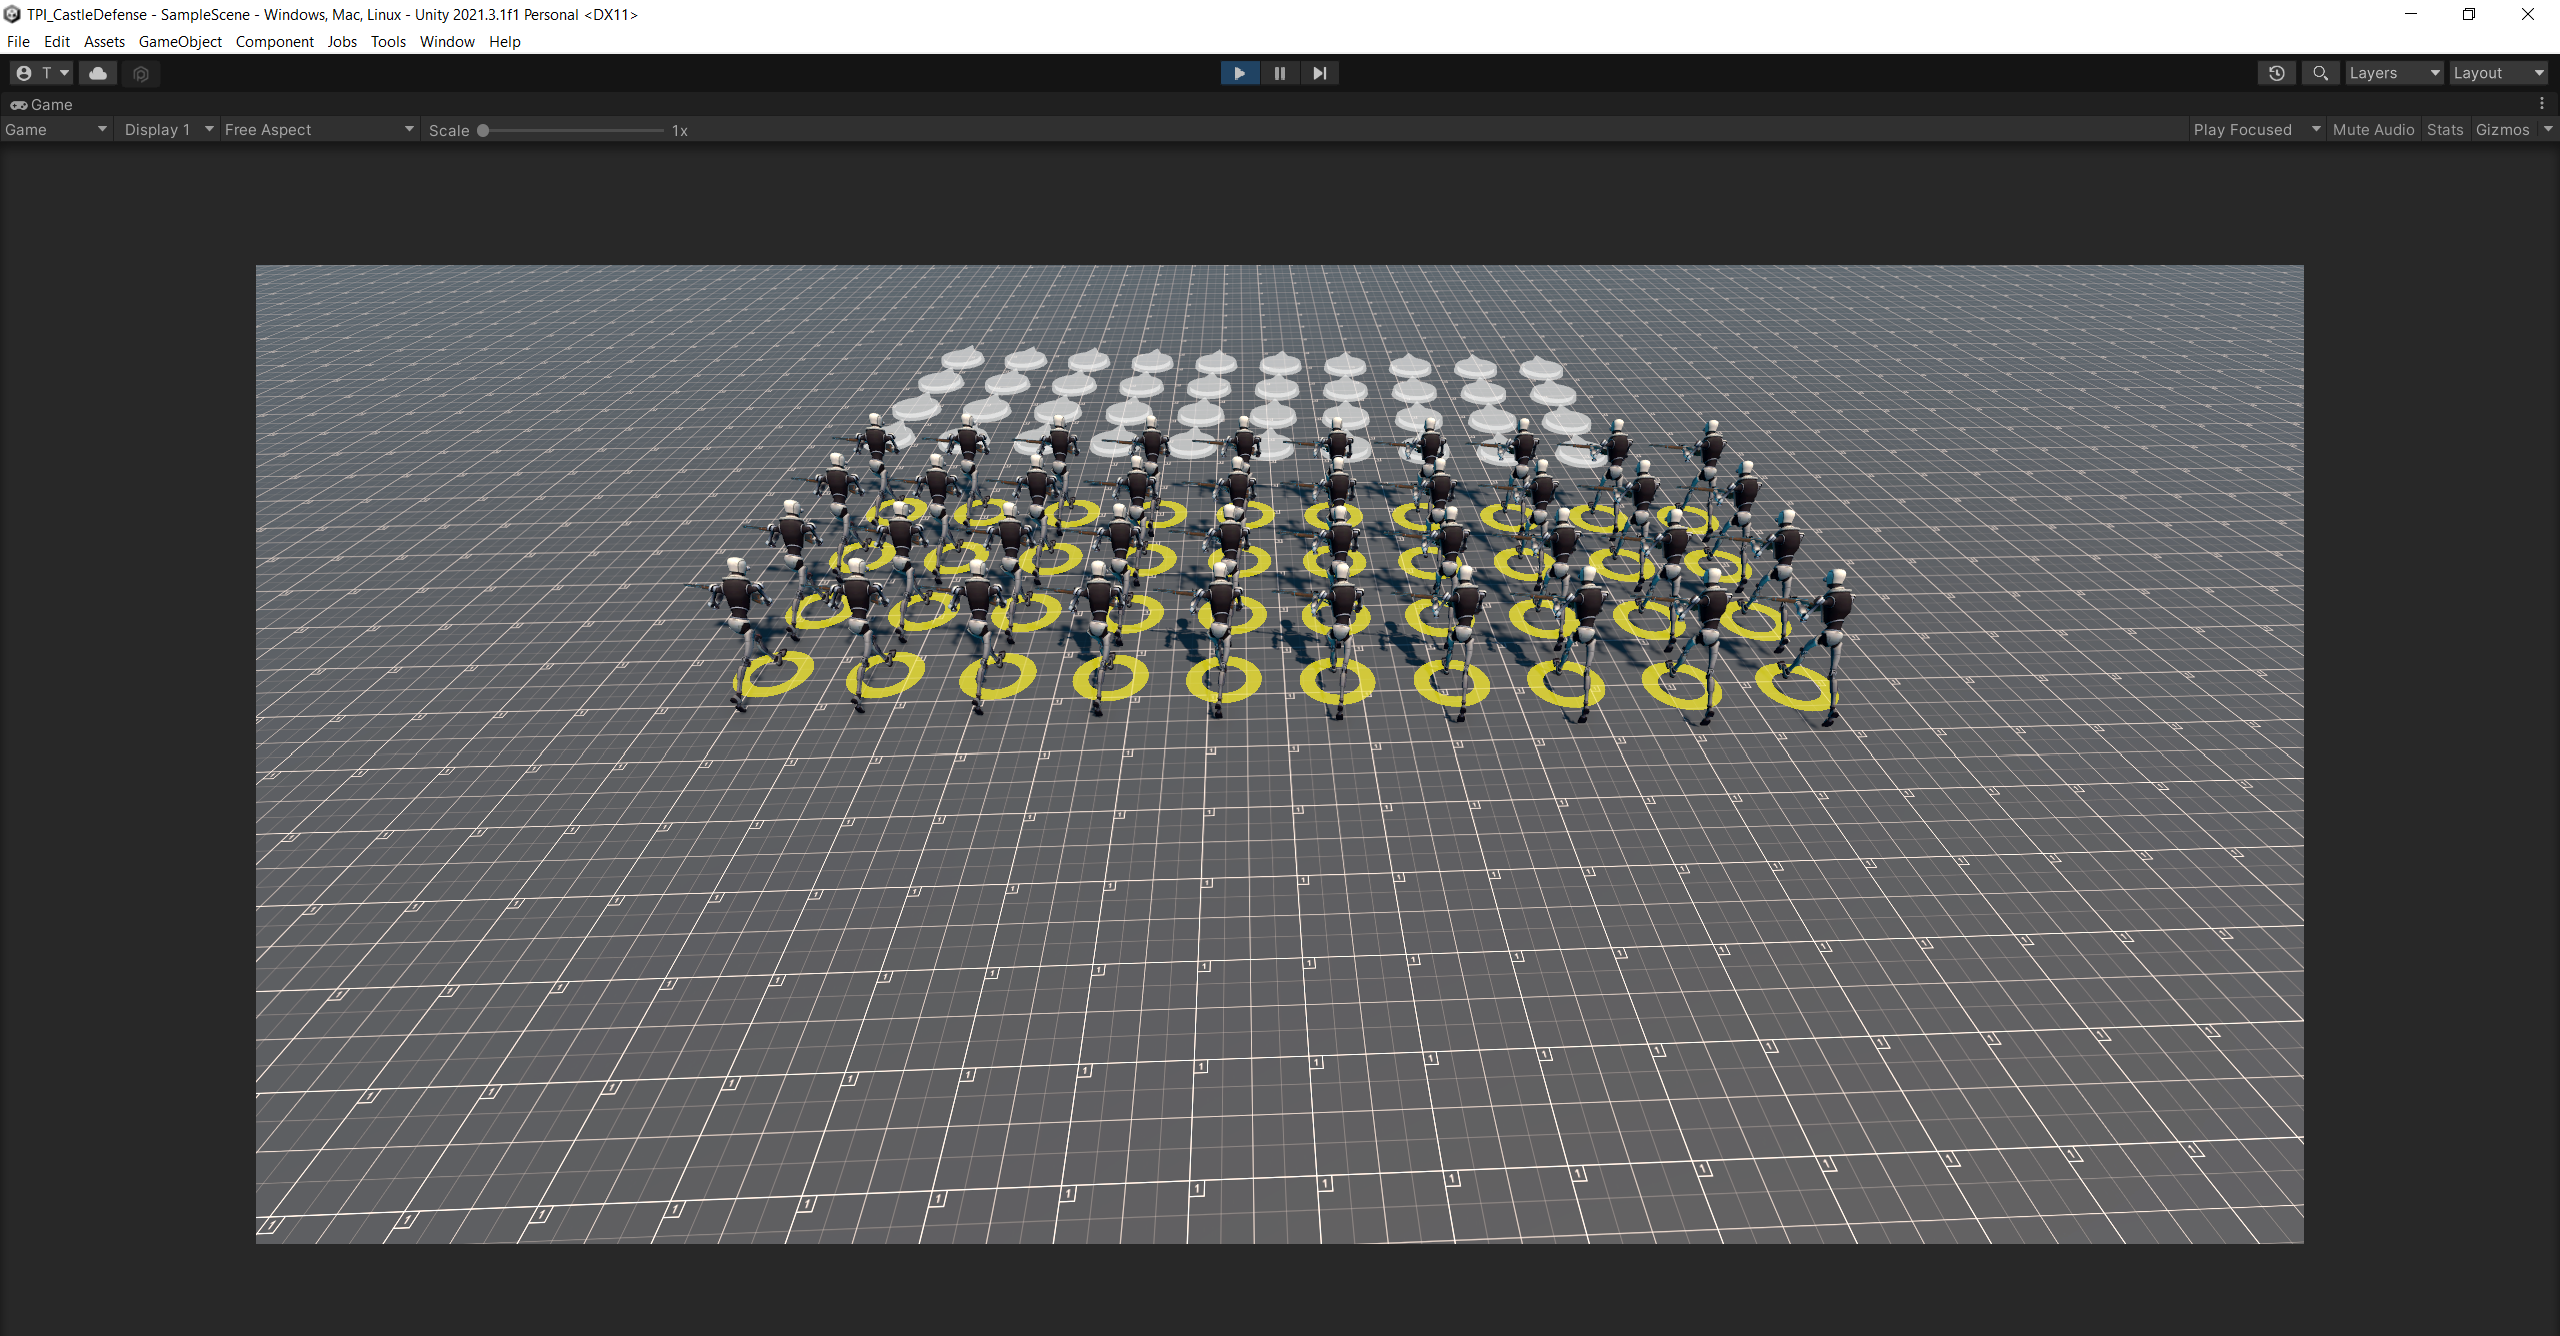 TPI_CastleDefense - SampleScene - Windows, Mac, Linux - Unity 2021.3.1f1 Personal <DX11>
File Edit Assets GameObject Component Jobs Tools Window Help
T Layers Layout
Game
Game Display 1 Free Aspect Scale 1x Play Focused Mute Audio Stats Gizmos